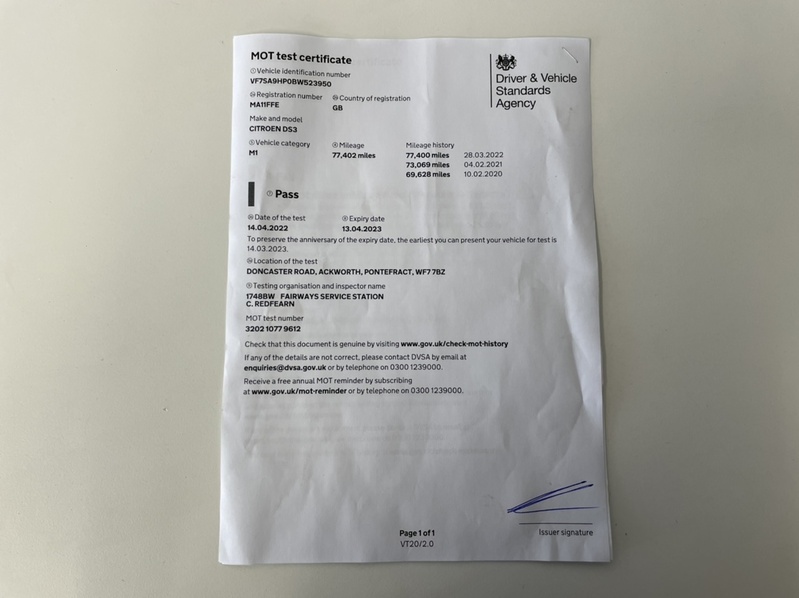 MOT test certificate
Driver & Vehicle
Standards
Agency
Vehicle identification number
VF7SA9HP0BW523950
Registration number Country of registration
MA11FFE GB
Make and model
CITROEN DS3
Vehicle category Mileage Mileage history
M1 77,402 miles 77,400 miles 28.03.2022
73,069 miles 04.02.2021
69,628 miles 10.02.2020
Pass
Date of the test Expiry date
14.04.2022 13.04.2023
To preserve the anniversary of the expiry date, the earliest you can present your vehicle for test is
14.03.2023.
Location of the test
DONCASTER ROAD, ACKWORTH, PONTEFRACT, WF7 7BZ
Testing organisation and inspector name
1748BW FAIRWAYS SERVICE STATION
C. REDFEARN
MOT test number
3202 1077 9612
Check that this document is genuine by visiting www.gov.uk/check-mot-history
If any of the details are not correct, please contact DVSA by email at
enquiries@dvsa.gov.uk or by telephone on 0300 1239000.
Receive a free annual MOT reminder by subscribing
at www.gov.uk/mot-reminder or by telephone on 0300 1239000.
Issuer signature
Page 1 of 1
VT20/2.0